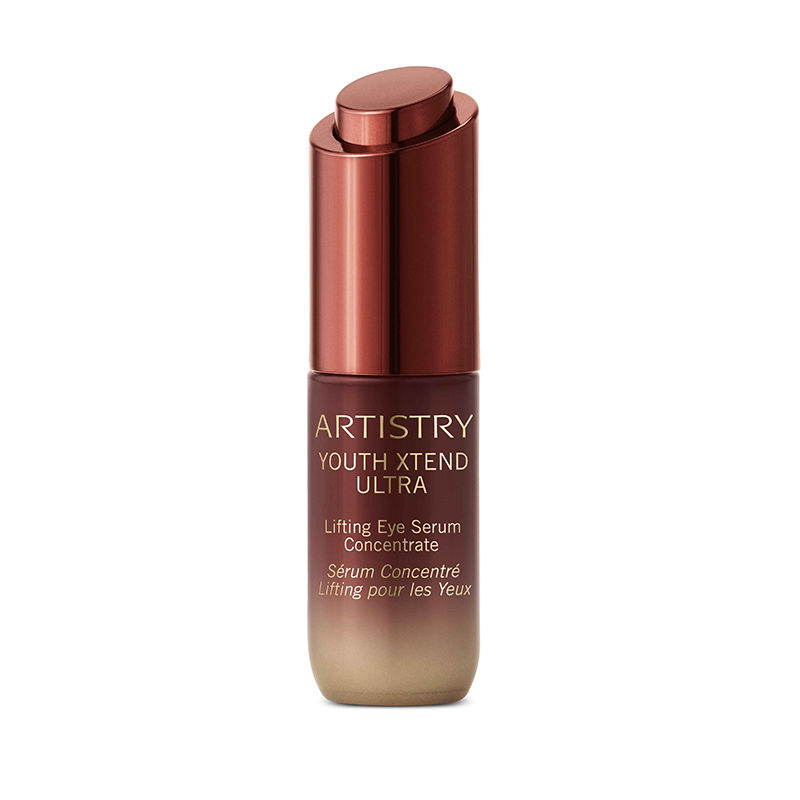 ARTISTRY
YOUTH XTEND
ULTRA
Lifting Eye Serum
Concentrate
Sérum Concentré
Lifting pour les Yeux